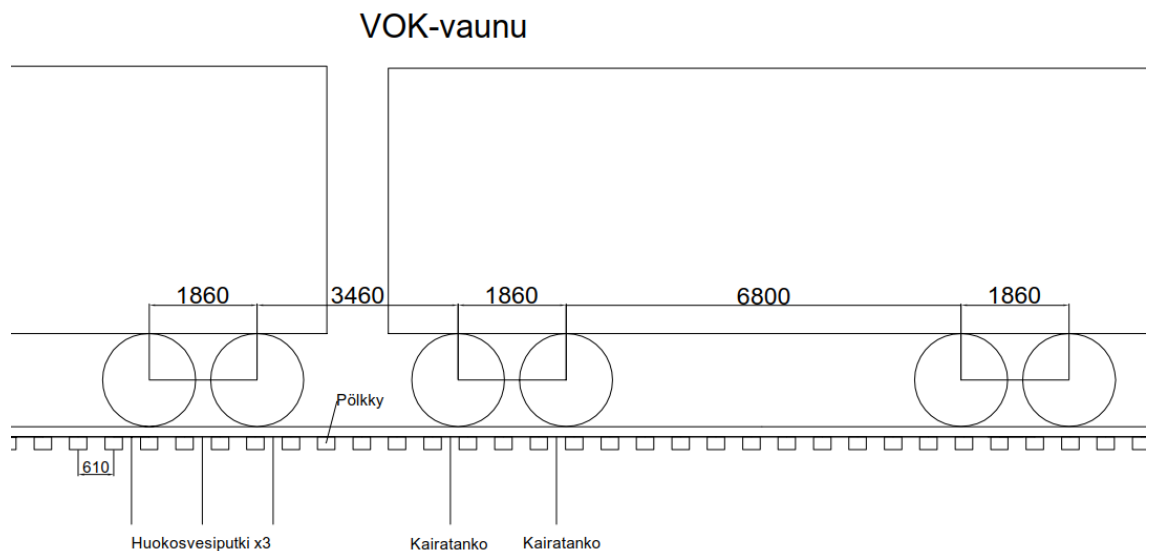 VOK-vaunu
1860
3460
1860
6800
1860
Pölkky
610
Huokosvesiputki x3
Kairatanko
Kairatanko